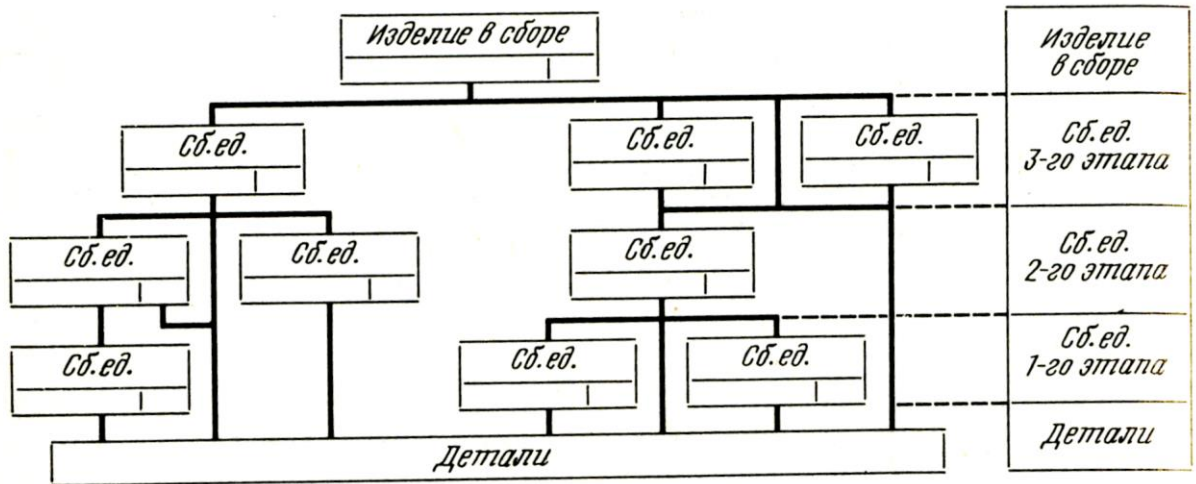 Изделие в сборе
Изделие
в сборе
Сб.ед.
Сб.ед.
Сб.ед.
Сб.ед.
3-го этапа
Сб.ед.
Сб.ед.
Сб.ед.
Сб.ед.
2-го этапа
Сб.ед.
Сб.ед.
Сб.ед.
Сб.ед.
1-го этапа
Детали
Детали